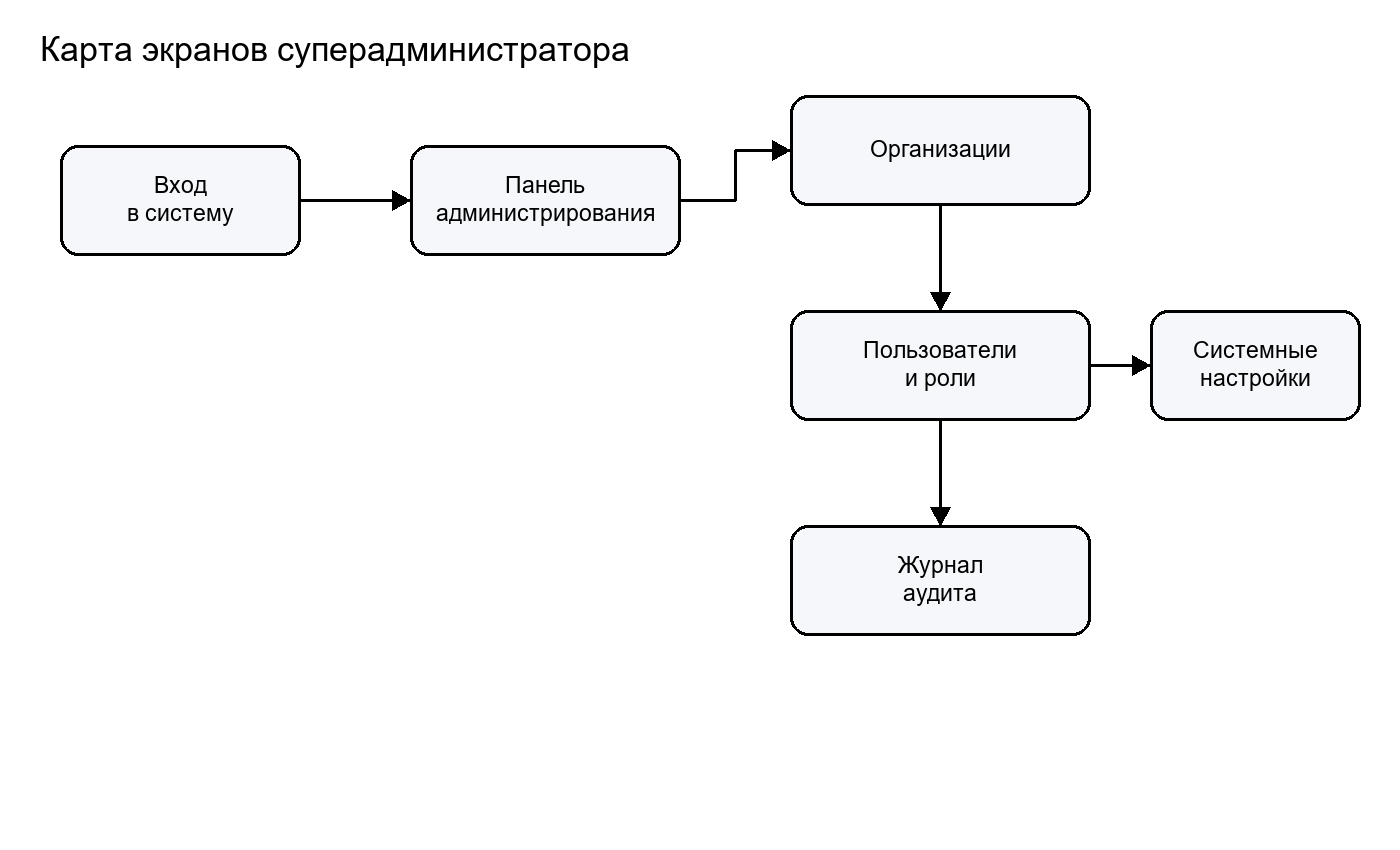 Карта экранов суперадминистратора
Вход
в систему
Панель
администрирования
Организации
Пользователи
и роли
Системные
настройки
Журнал
аудита